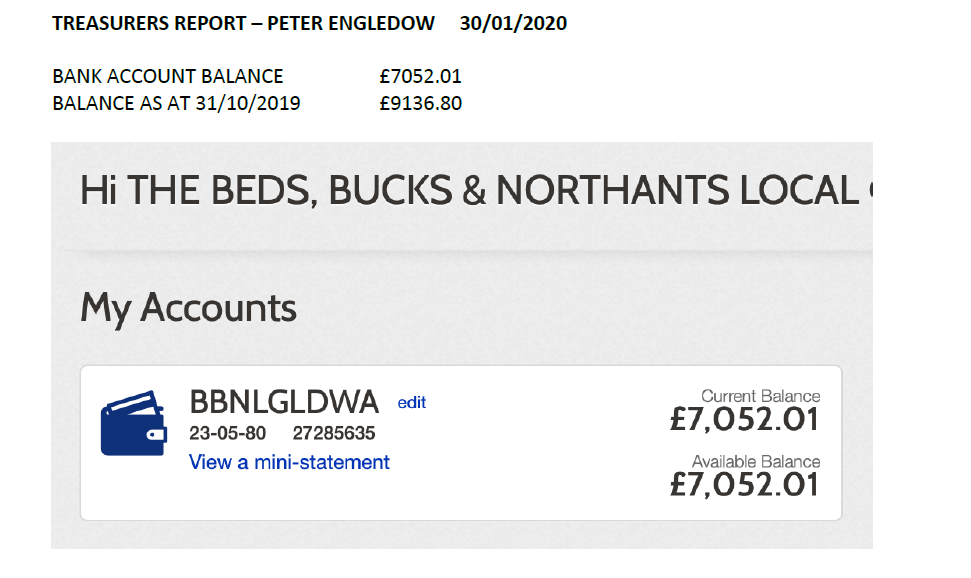 TREASURERS REPORT – PETER ENGLEDOW 30/01/2020
BANK ACCOUNT BALANCE £7052.01
BALANCE AS AT 31/10/2019 £9136.80
Hi THE BEDS, BUCKS & NORTHANTS LOCAL
My Accounts
BBNLGLDWA edit
23-05-80 27285635
View a mini-statement
Current Balance
£7,052.01
Available Balance
£7,052.01